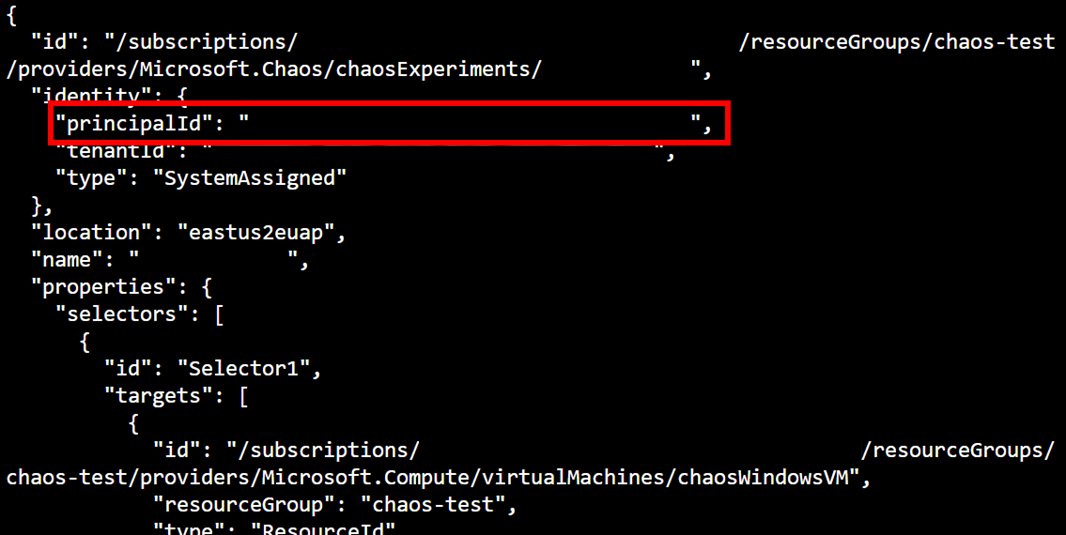 {
"id": "/subscriptions/ /resourceGroups/chaos-test
/providers/Microsoft.Chaos/chaosExperiments/ ",
"identity": {
"principalId": " ",
"tenantId": " ",
"type": "SystemAssigned"
},
"location": "eastus2euap",
"name": " ",
"properties": {
"selectors": [
{
"id": "Selector1",
"targets": [
{
"id": "/subscriptions/ /resourceGroups/
chaos-test/providers/Microsoft.Compute/virtualMachines/chaosWindowsVM",
"resourceGroup": "chaos-test",
"type": "ResourceId"